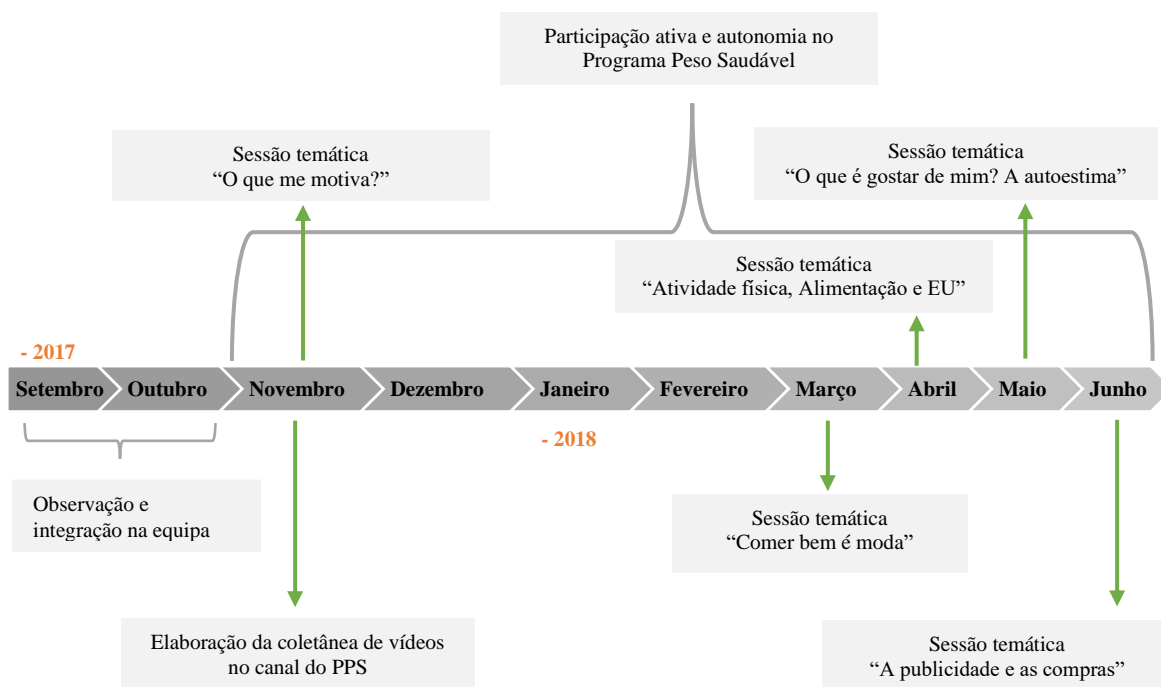 Participação ativa e autonomia no
Programa Peso Saudável
Sessão temática
“O que me motiva?”
Sessão temática
“O que é gostar de mim? A autoestima”
Sessão temática
“Atividade física, Alimentação e EU”
- 2017
Setembro
Outubro
Novembro
Dezembro
Janeiro
Fevereiro
Março
Abril
Maio
Junho
- 2018
Observação e
integração na equipa
Sessão temática
“Comer bem é moda”
Elaboração da coletânea de vídeos
no canal do PPS
Sessão temática
“A publicidade e as compras”